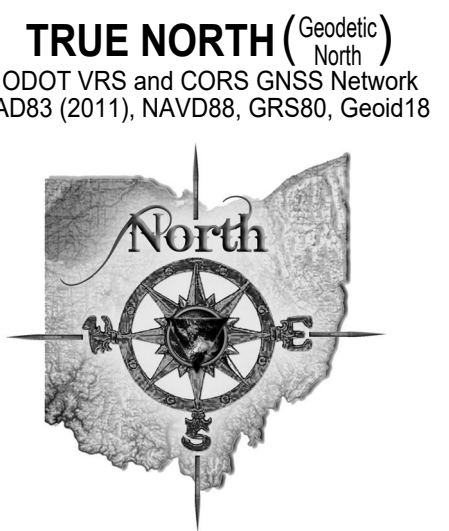 TRUE NORTH (Geodetic North)
ODOT VRS and CORS GNSS Network
AD83 (2011), NAVD88, GRS80, Geoid18
North
W E
S